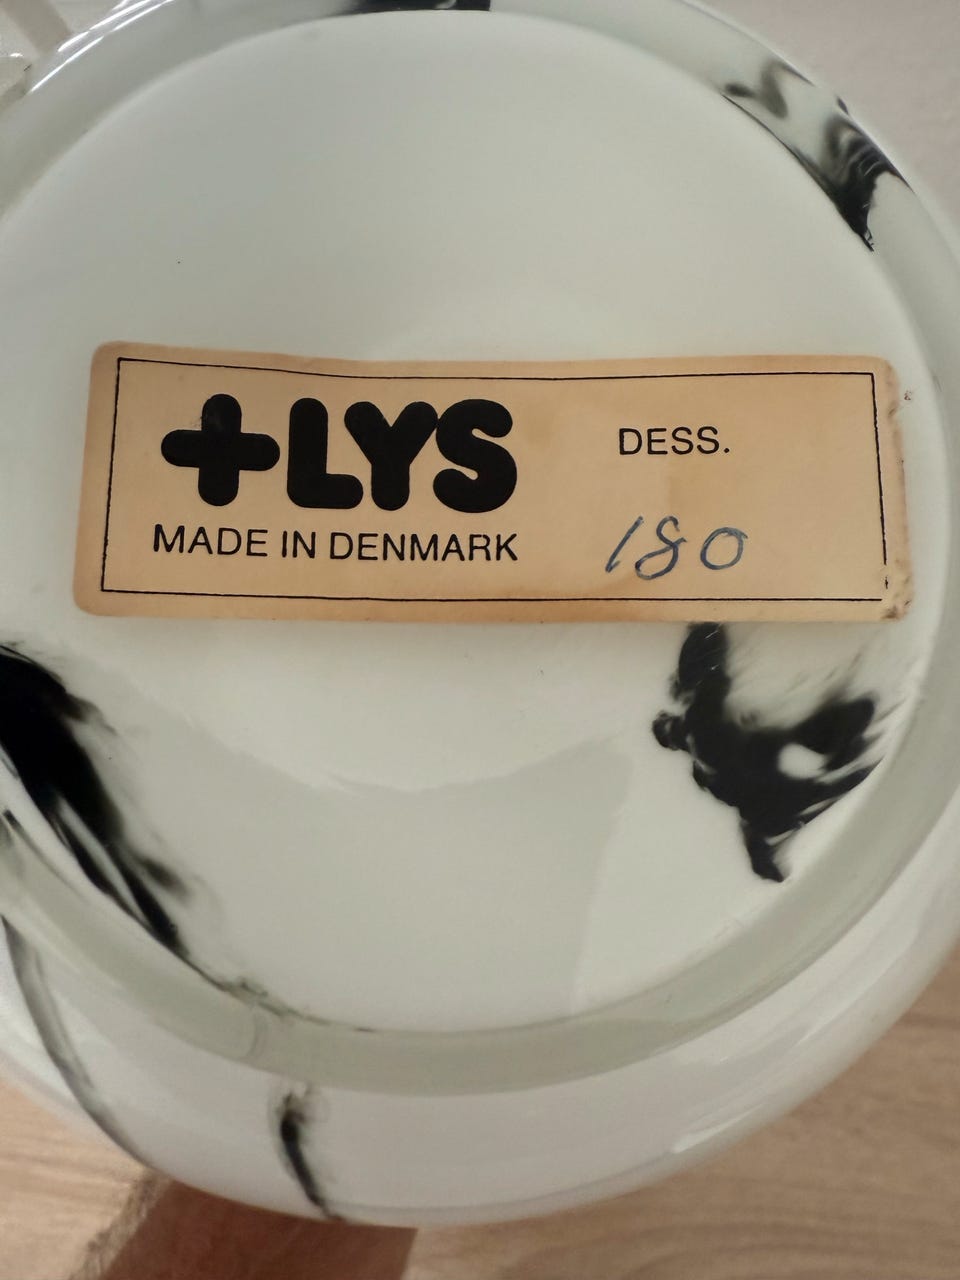 +LYS
MADE IN DENMARK
DESS.
180